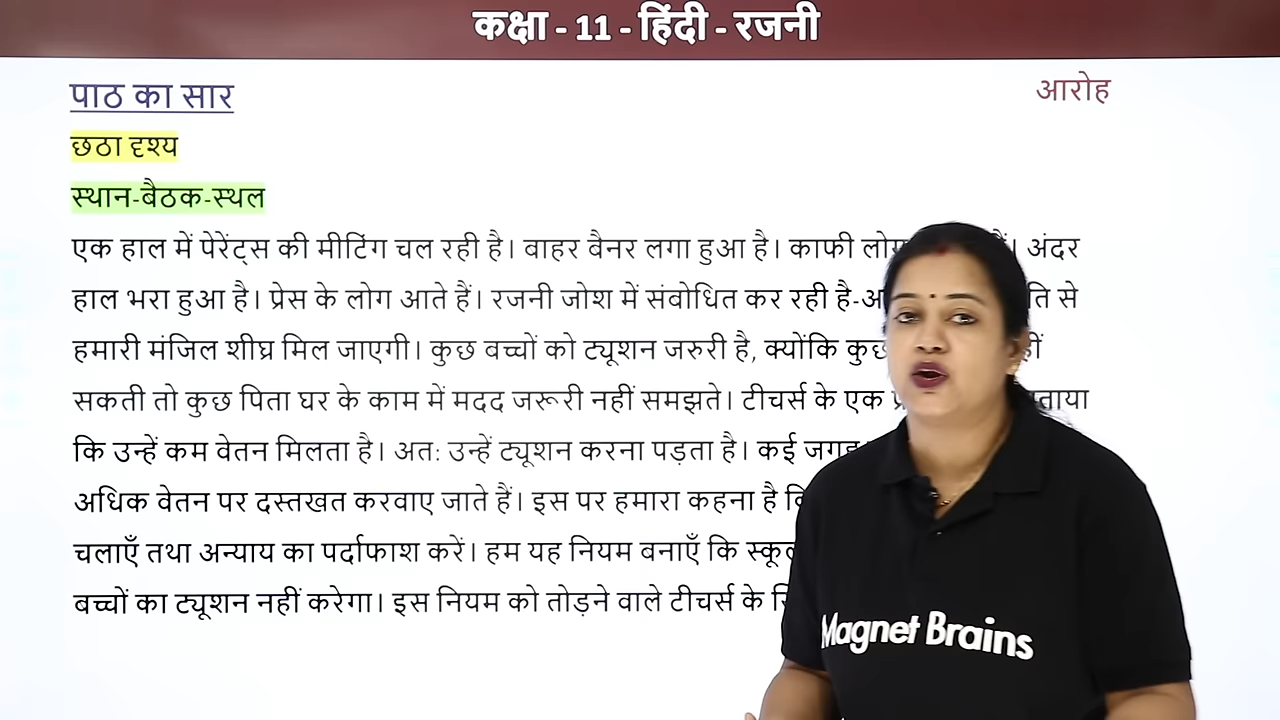 कक्षा - 11 - हिंदी - रजनी
पाठ का सार
आरोह
छठा दृश्य
स्थान-बैठक-स्थल
एक हाल में पेरेंट्स की मीटिंग चल रही है। बाहर बैनर लगा हुआ है। काफी । अंदर
हाल भरा हुआ है। प्रेस के लोग आते हैं। रजनी जोश में संबोधित कर रही है- से
हमारी मंजिल शीघ्र मिल जाएगी। कुछ बच्चों को ट्यूशन जरुरी है, क्योंकि
सकती तो कुछ पिता घर के काम में मदद जरूरी नहीं समझते। टीचर्स के एक
कि उन्हें कम वेतन मिलता है। अत: उन्हें ट्यूशन करना पड़ता है। कई
अधिक वेतन पर दस्तखत करवाए जाते हैं। इस पर हमारा कहना है
चलाएँ तथा अन्याय का पर्दाफाश करें। हम यह नियम बनाएँ कि
बच्चों का ट्यूशन नहीं करेगा। इस नियम को तोड़ने वाले टीचर्स के
Magnet Brains